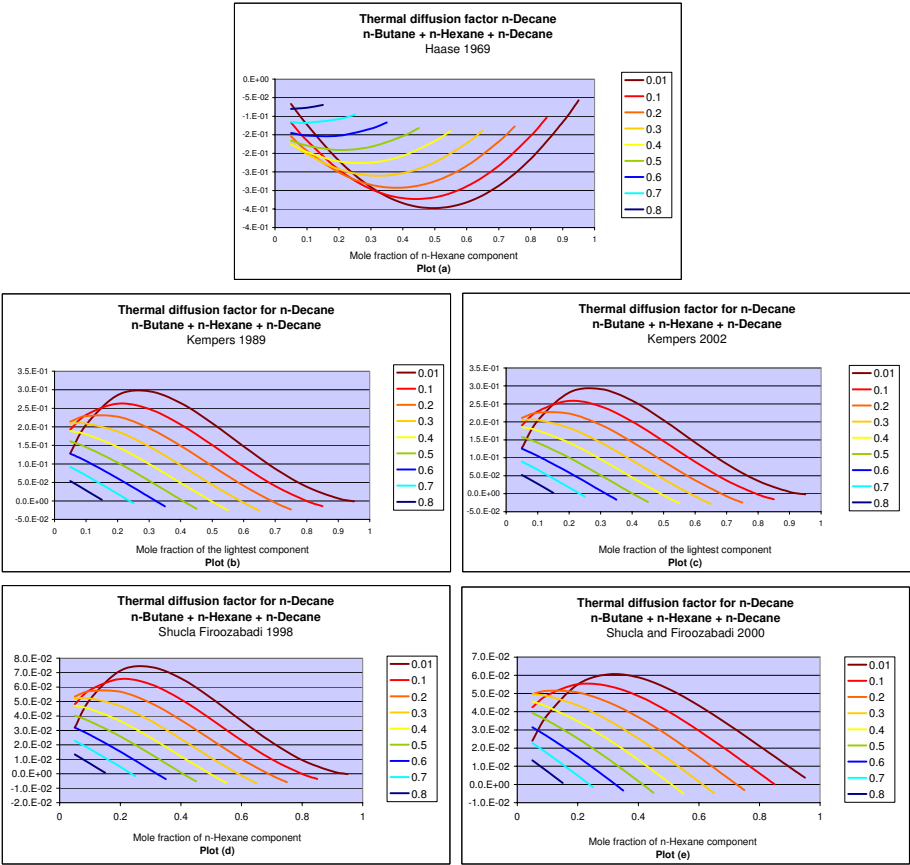 Thermal diffusion factor n-Decane
n-Butane + n-Hexane + n-Decane
Haase 1969
0.E+00
-5.E-02
-1.E-01
-2.E-01
-2.E-01
-3.E-01
-3.E-01
-4.E-01
-4.E-01
0 0.1 0.2 0.3 0.4 0.5 0.6 0.7 0.8 0.9 1
Mole fraction of n-Hexane component
Plot (a)
0.01
0.1
0.2
0.3
0.4
0.5
0.6
0.7
0.8
Thermal diffusion factor for n-Decane
n-Butane + n-Hexane + n-Decane
Kempers 1989
3.5.E-01
3.0.E-01
2.5.E-01
2.0.E-01
1.5.E-01
1.0.E-01
5.0.E-02
0.0.E+00
-5.0.E-02
0 0.1 0.2 0.3 0.4 0.5 0.6 0.7 0.8 0.9 1
Mole fraction of the lightest component
Plot (b)
0.01
0.1
0.2
0.3
0.4
0.5
0.6
0.7
0.8
Thermal diffusion factor for n-Decane
n-Butane + n-Hexane + n-Decane
Kempers 2002
3.5.E-01
3.0.E-01
2.5.E-01
2.0.E-01
1.5.E-01
1.0.E-01
5.0.E-02
0.0.E+00
-5.0.E-02
0 0.1 0.2 0.3 0.4 0.5 0.6 0.7 0.8 0.9 1
Mole fraction of the lightest component
Plot (c)
0.01
0.1
0.2
0.3
0.4
0.5
0.6
0.7
0.8
Thermal diffusion factor for n-Decane
n-Butane + n-Hexane + n-Decane
Shucla Firoozabadi 1998
8.0.E-02
7.0.E-02
6.0.E-02
5.0.E-02
4.0.E-02
3.0.E-02
2.0.E-02
1.0.E-02
0.0.E+00
-1.0.E-02
-2.0.E-02
0 0.2 0.4 0.6 0.8 1
Mole fraction of n-Hexane component
Plot (d)
0.01
0.1
0.2
0.3
0.4
0.5
0.6
0.7
0.8
Thermal diffusion factor for n-Decane
n-Butane + n-Hexane + n-Decane
Shucla and Firoozabadi 2000
7.0.E-02
6.0.E-02
5.0.E-02
4.0.E-02
3.0.E-02
2.0.E-02
1.0.E-02
0.0.E+00
-1.0.E-02
0 0.2 0.4 0.6 0.8 1
Mole fraction of n-Hexane component
Plot (e)
0.01
0.1
0.2
0.3
0.4
0.5
0.6
0.7
0.8